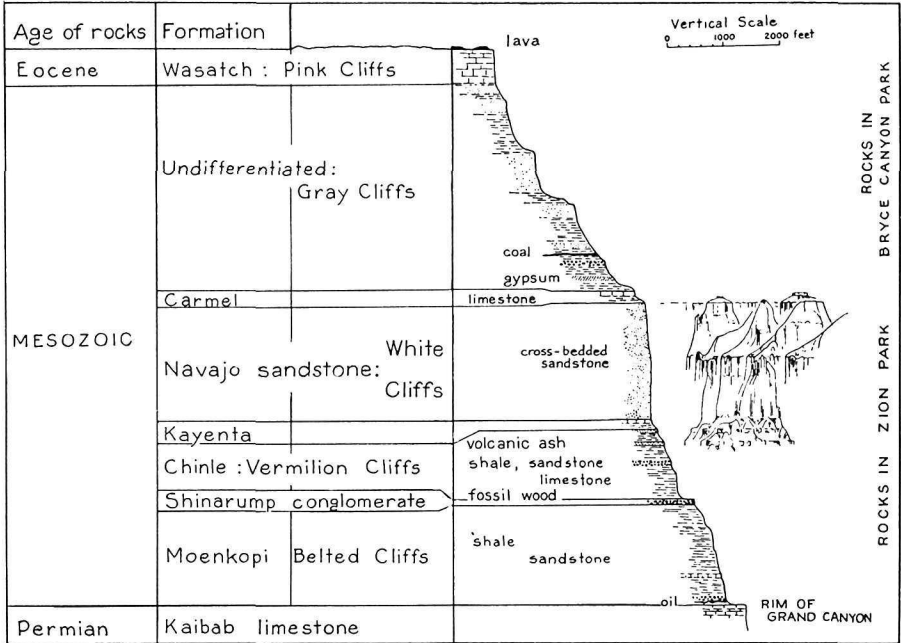 Age of rocks
Formation
lava
Vertical Scale
0 1000 2000 feet
Eocene
Wasatch : Pink Cliffs
Undifferentiated :
Gray Cliffs
coal
gypsum
Carmel
limestone
MESOZOIC
White
Navajo sandstone:
Cliffs
cross-bedded
sandstone
Kayenta
volcanic ash
Chinle : Vermilion Cliffs
shale, sandstone
limestone
Shinarump conglomerate
fossil wood
Moenkopi
Belted Cliffs
shale
sandstone
oil
RIM OF
GRAND CANYON
Permian
Kaibab limestone
ROCKS IN
BRYCE CANYON PARK
ROCKS IN ZION PARK